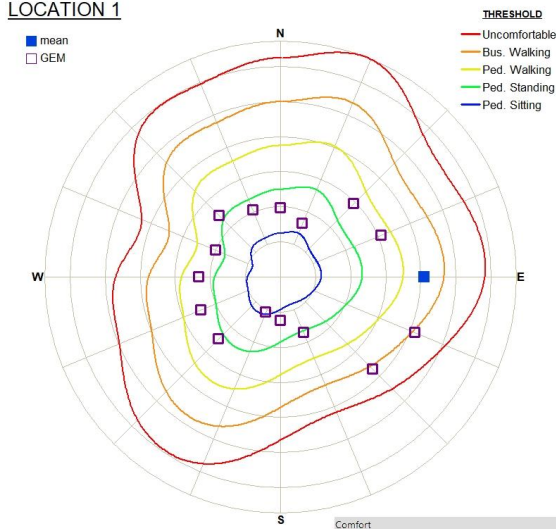 LOCATION 1
mean
GEM
THRESHOLD
Uncomfortable
Bus. Walking
Ped. Walking
Ped. Standing
Ped. Sitting
N
W
E
S
Comfort